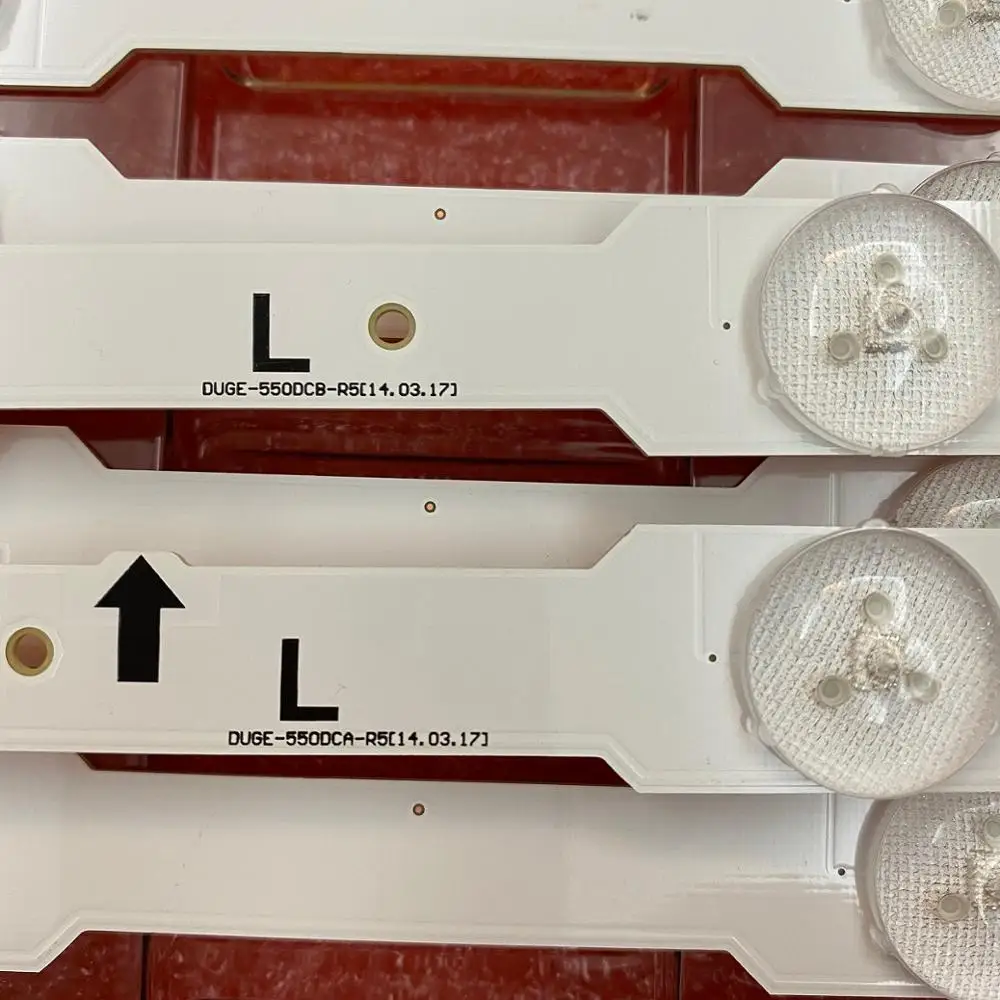 L
DUGE-550DCB-R5[14.03.17]
L
DUGE-550DCA-R5[14.03.17]